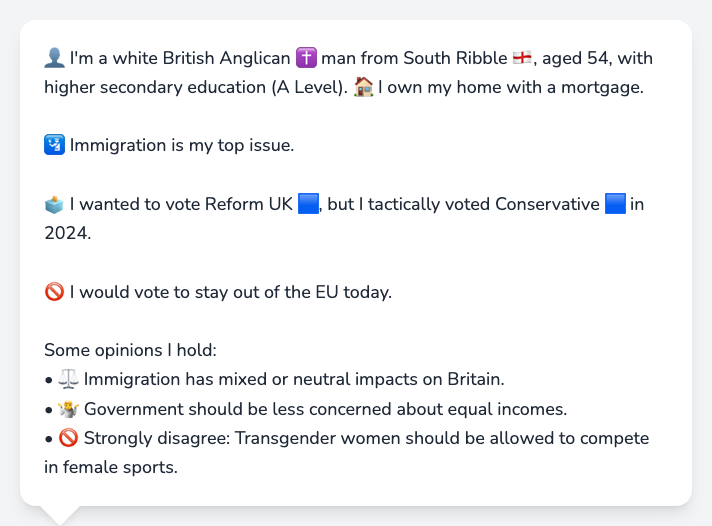 👤 I'm a white British Anglican ✝️ man from South Ribble 🏴󠁧󠁢󠁥󠁮󠁧󠁿, aged 54, with
higher secondary education (A Level). 🏠 I own my home with a mortgage.
🛂 Immigration is my top issue.
🗳️ I wanted to vote Reform UK 🟦, but I tactically voted Conservative 🟦 in
2024.
🚫 I would vote to stay out of the EU today.
Some opinions I hold:
• ⚖️ Immigration has mixed or neutral impacts on Britain.
• 🤷 Government should be less concerned about equal incomes.
• 🚫 Strongly disagree: Transgender women should be allowed to compete
in female sports.